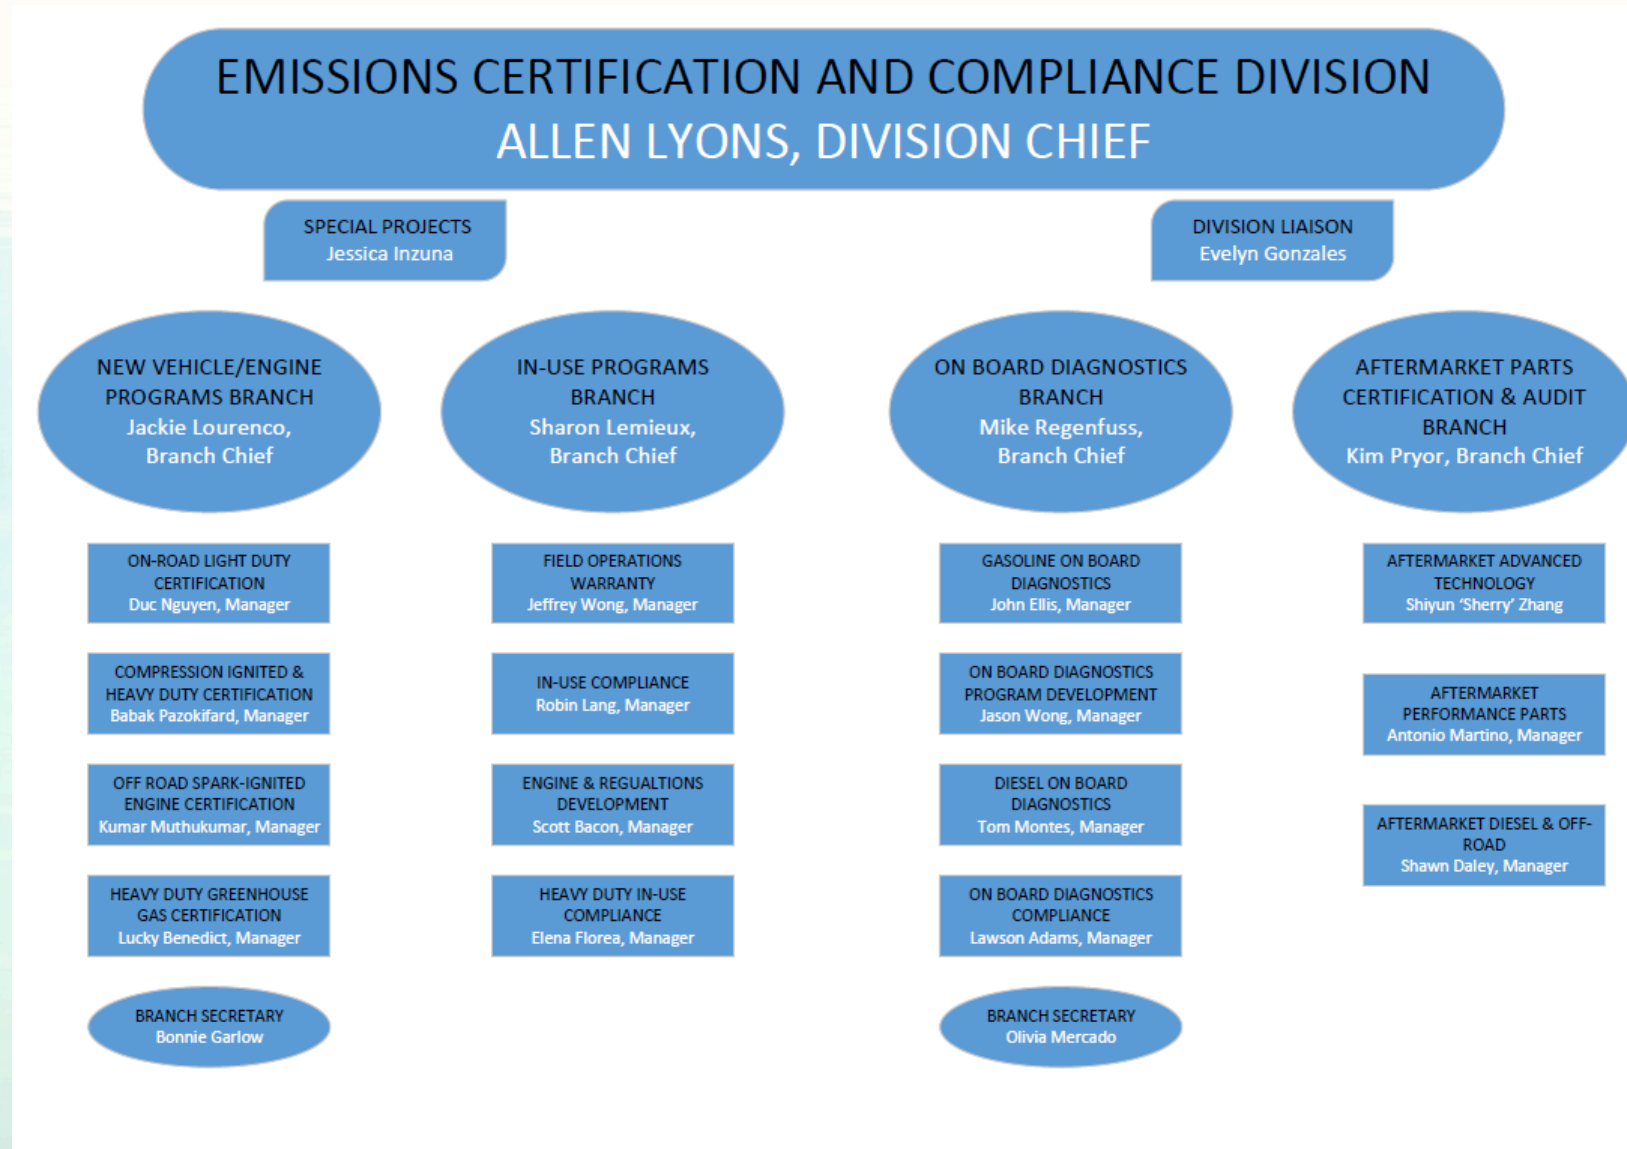 EMISSIONS CERTIFICATION AND COMPLIANCE DIVISION
ALLEN LYONS, DIVISION CHIEF
SPECIAL PROJECTS
Jessica Inzuna
DIVISION LIAISON
Evelyn Gonzales
NEW VEHICLE/ENGINE
PROGRAMS BRANCH
Jackie Lourenco,
Branch Chief
IN-USE PROGRAMS
BRANCH
Sharon Lemieux,
Branch Chief
ON BOARD DIAGNOSTICS
BRANCH
Mike Regenfuss,
Branch Chief
AFTERMARKET PARTS
CERTIFICATION & AUDIT
BRANCH
Kim Pryor, Branch Chief
ON-ROAD LIGHT DUTY
CERTIFICATION
Duc Nguyen, Manager
COMPRESSION IGNITED &
HEAVY DUTY CERTIFICATION
Babak Pazokifard, Manager
OFF ROAD SPARK-IGNITED
ENGINE CERTIFICATION
Kumar Muthukumar, Manager
HEAVY DUTY GREENHOUSE
GAS CERTIFICATION
Lucky Benedict, Manager
BRANCH SECRETARY
Bonnie Garlow
FIELD OPERATIONS
WARRANTY
Jeffrey Wong, Manager
IN-USE COMPLIANCE
Robin Lang, Manager
ENGINE & REGUALTIONS
DEVELOPMENT
Scott Bacon, Manager
HEAVY DUTY IN-USE
COMPLIANCE
Elena Florea, Manager
GASOLINE ON BOARD
DIAGNOSTICS
John Ellis, Manager
ON BOARD DIAGNOSTICS
PROGRAM DEVELOPMENT
Jason Wong, Manager
DIESEL ON BOARD
DIAGNOSTICS
Tom Montes, Manager
ON BOARD DIAGNOSTICS
COMPLIANCE
Lawson Adams, Manager
BRANCH SECRETARY
Olivia Mercado
AFTERMARKET ADVANCED
TECHNOLOGY
Shiyun ‘Sherry’ Zhang
AFTERMARKET
PERFORMANCE PARTS
Antonio Martino, Manager
AFTERMARKET DIESEL & OFF-
ROAD
Shawn Daley, Manager